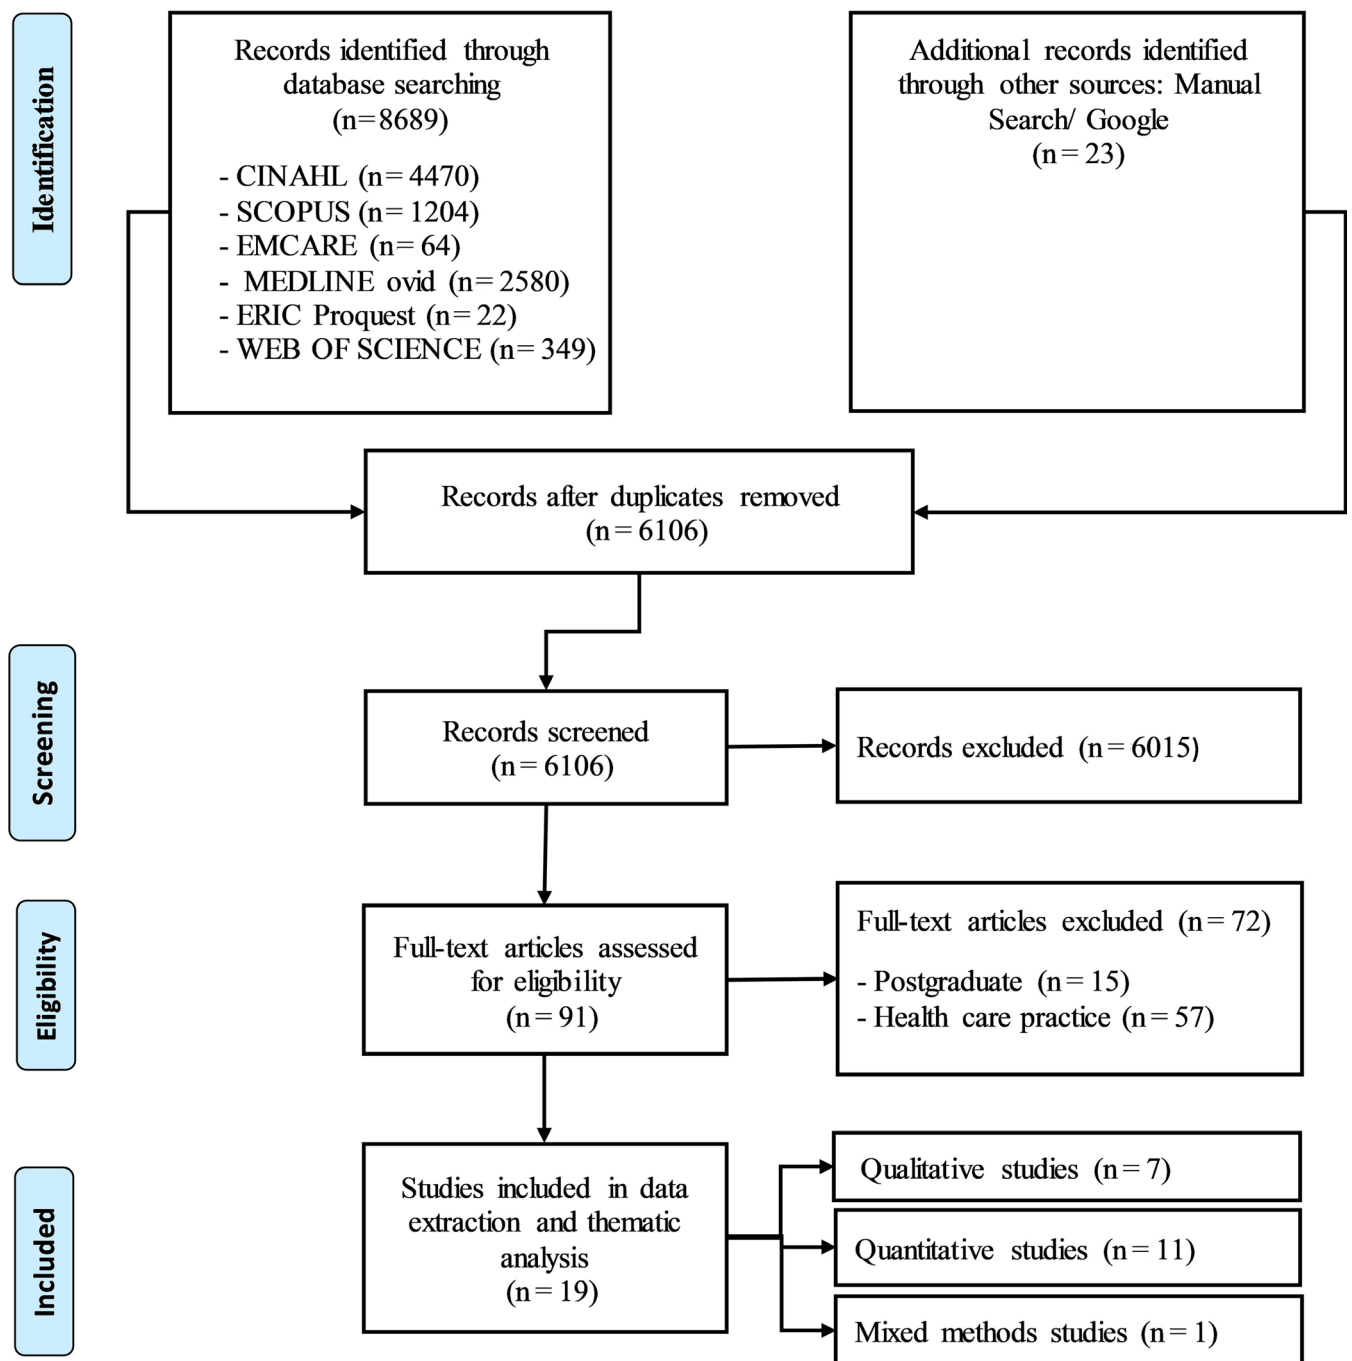 Identification
Records identified through
database searching
(n=8689)
- CINAHL (n= 4470)
- SCOPUS (n= 1204)
- EMCARE (n= 64)
- MEDLINE ovid (n= 2580)
- ERIC Proquest (n= 22)
- WEB OF SCIENCE (n= 349)
Additional records identified
through other sources: Manual
Search/ Google
(n= 23)
Records after duplicates removed
(n= 6106)
Screening
Records screened
(n= 6106)
Records excluded (n= 6015)
Eligibility
Full-text articles assessed
for eligibility
(n= 91)
Full-text articles excluded (n= 72)
- Postgraduate (n= 15)
- Health care practice (n= 57)
Included
Studies included in data
extraction and thematic
analysis
(n= 19)
Qualitative studies (n= 7)
Quantitative studies (n= 11)
Mixed methods studies (n= 1)